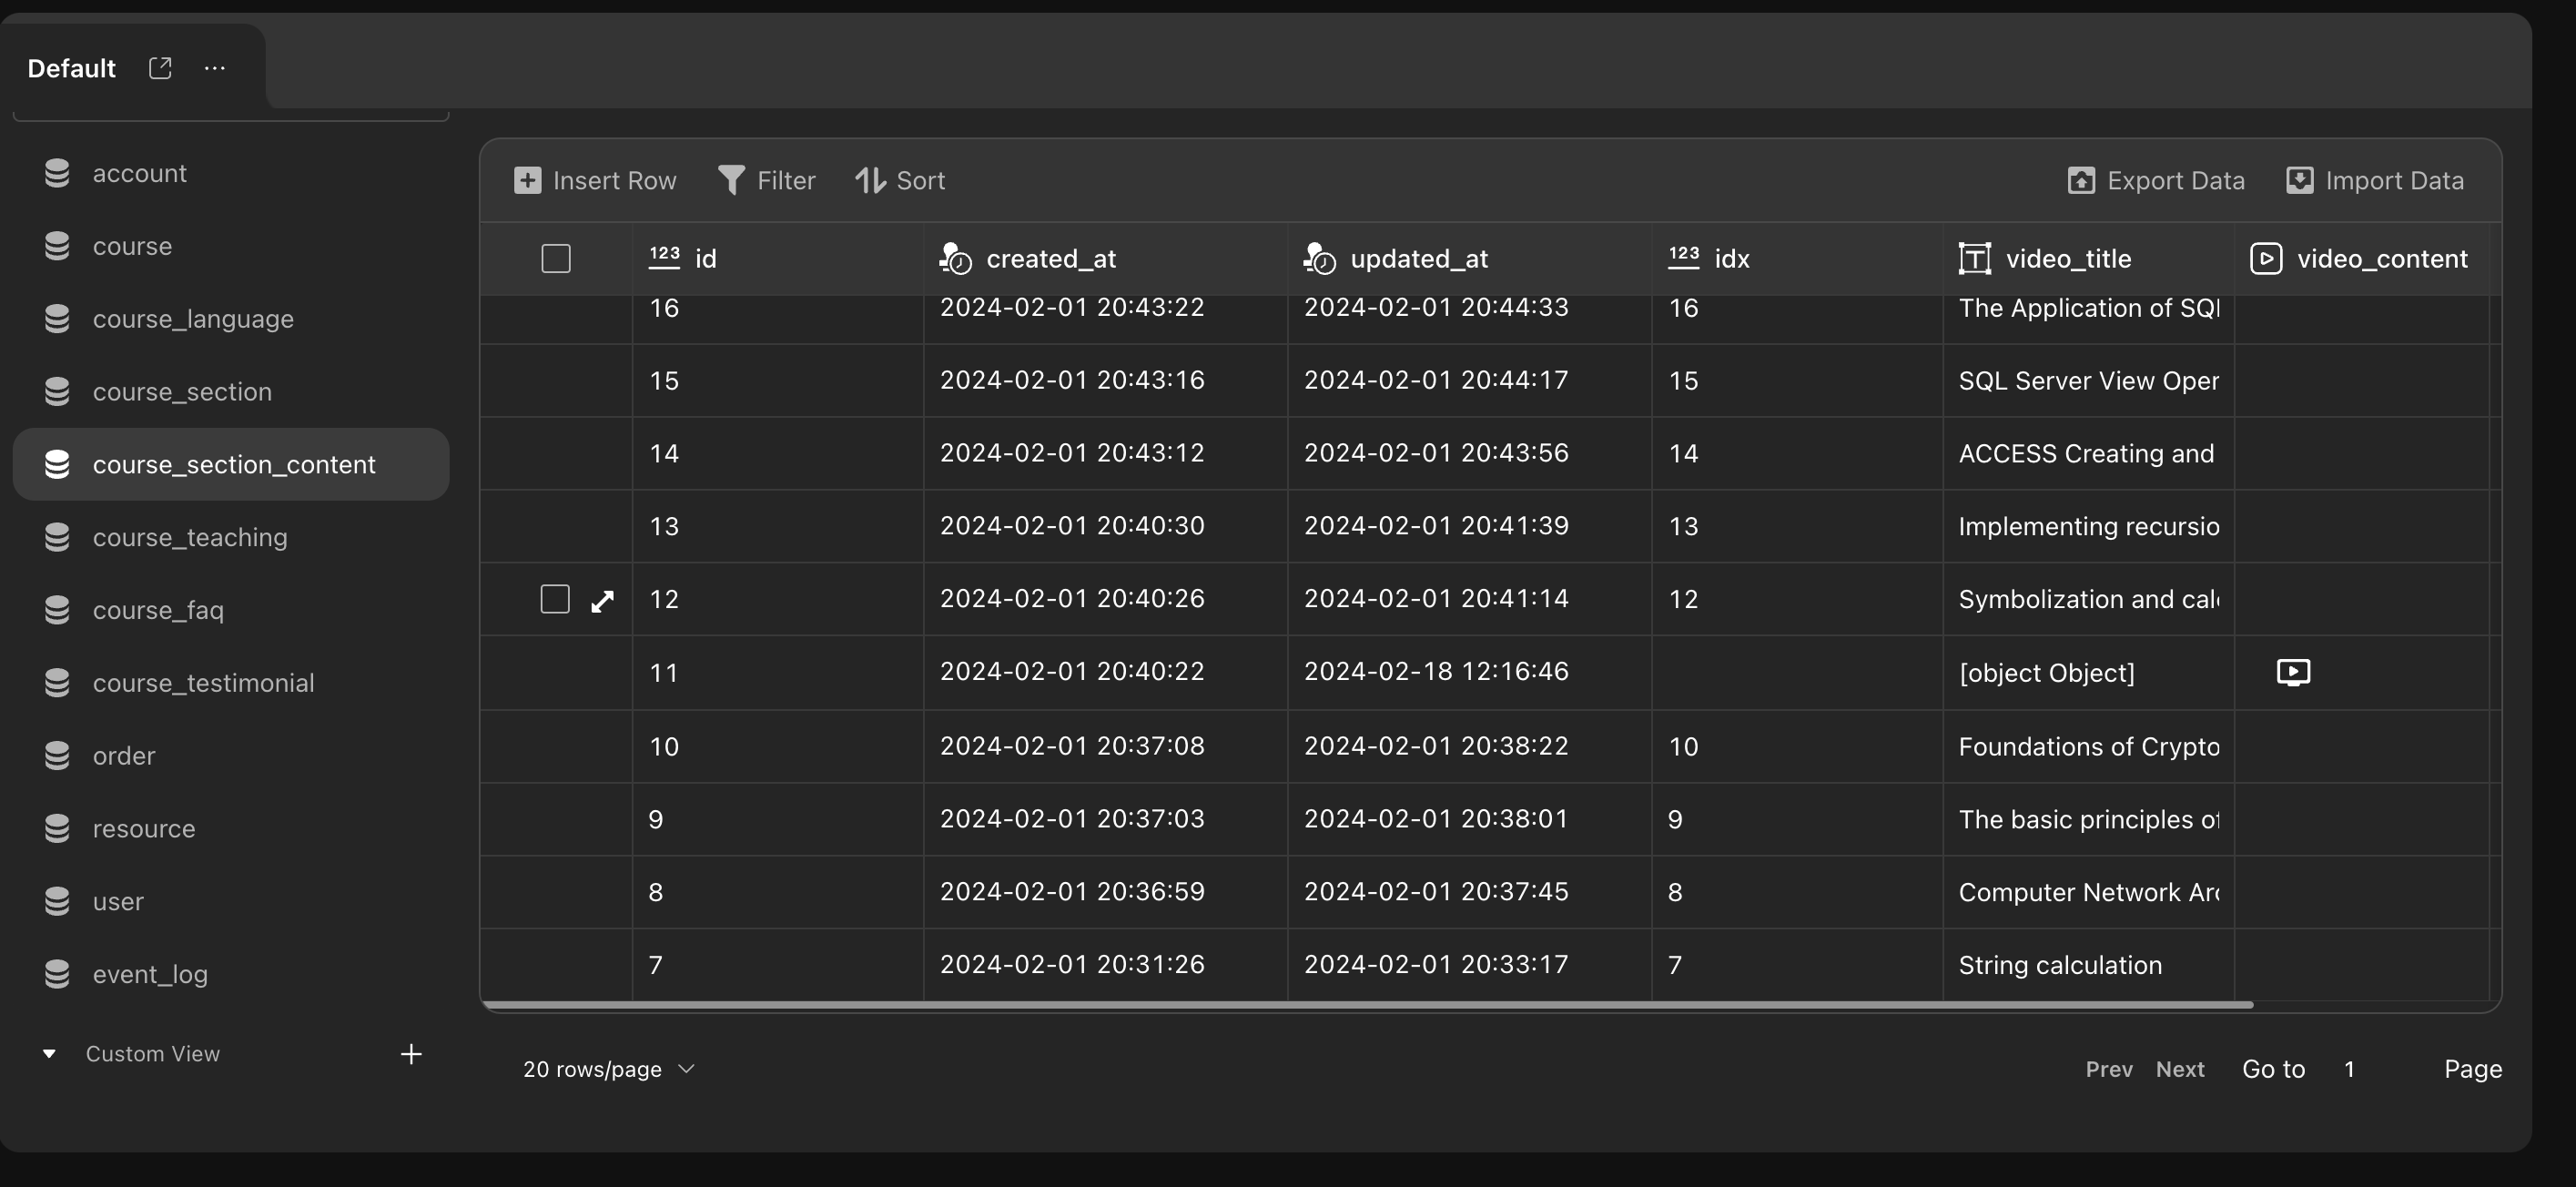 Default
account
course
course_language
course_section
course_section_content
course_teaching
course_faq
course_testimonial
order
resource
user
event_log
Custom View
Insert Row Filter Sort Export Data Import Data
123 id created_at updated_at 123 idx T video_title video_content
16 2024-02-01 20:43:22 2024-02-01 20:44:33 16 The Application of SQL
15 2024-02-01 20:43:16 2024-02-01 20:44:17 15 SQL Server View Oper
14 2024-02-01 20:43:12 2024-02-01 20:43:56 14 ACCESS Creating and
13 2024-02-01 20:40:30 2024-02-01 20:41:39 13 Implementing recursio
12 2024-02-01 20:40:26 2024-02-01 20:41:14 12 Symbolization and calc
11 2024-02-01 20:40:22 2024-02-18 12:16:46 [object Object]
10 2024-02-01 20:37:08 2024-02-01 20:38:22 10 Foundations of Crypto
9 2024-02-01 20:37:03 2024-02-01 20:38:01 9 The basic principles of
8 2024-02-01 20:36:59 2024-02-01 20:37:45 8 Computer Network Arc
7 2024-02-01 20:31:26 2024-02-01 20:33:17 7 String calculation
20 rows/page Prev Next Go to 1 Page